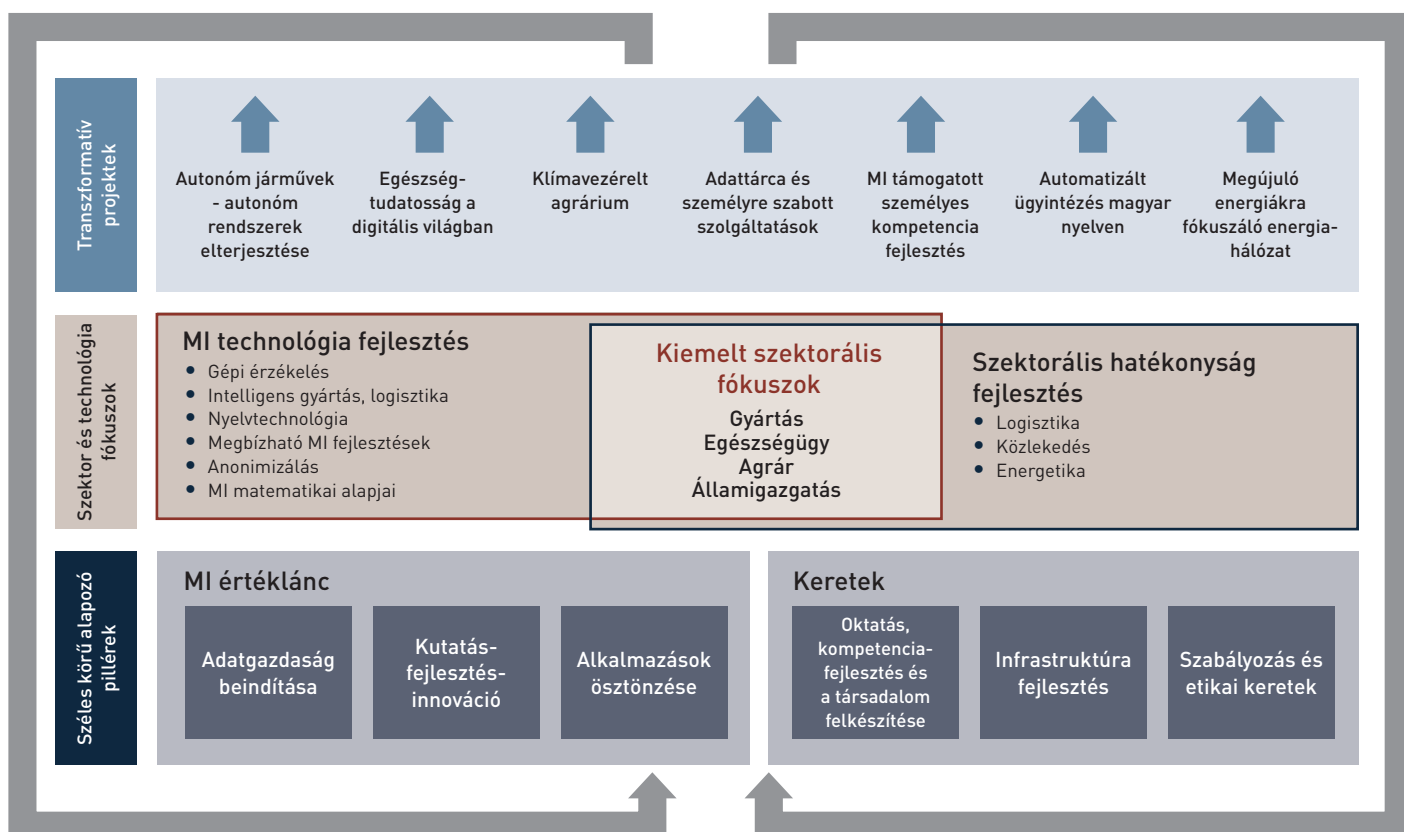 Transzformatív
projektek
Autonóm járművek
- autonóm
rendszerek
elterjesztése
Egészség-
tudatosság a
digitális világban
Klímavezérelt
agrárium
Adattárca és
személyre szabott
szolgáltatások
MI támogatott
személyes
kompetencia
fejlesztés
Automatizált
ügyintézés magyar
nyelven
Megújuló
energiákra
fókuszáló energia-
hálózat
Szektor és technológia
fókuszok
MI technológia fejlesztés
• Gépi érzékelés
• Intelligens gyártás, logisztika
• Nyelvtechnológia
• Megbízható MI fejlesztések
• Anonimizálás
• MI matematikai alapjai
Kiemelt szektorális
fókuszok
Gyártás
Egészségügy
Agrár
Államigazgatás
Szektorális hatékonyság
fejlesztés
• Logisztika
• Közlekedés
• Energetika
Széles körű alapozó
pillérek
MI értéklánc
Adatgazdaság
beindítása
Kutatás-
fejlesztés-
innováció
Alkalmazások
ösztönzése
Keretek
Oktatás,
kompetencia-
fejlesztés és
a társadalom
felkészítése
Infrastruktúra
fejlesztés
Szabályozás és
etikai keretek